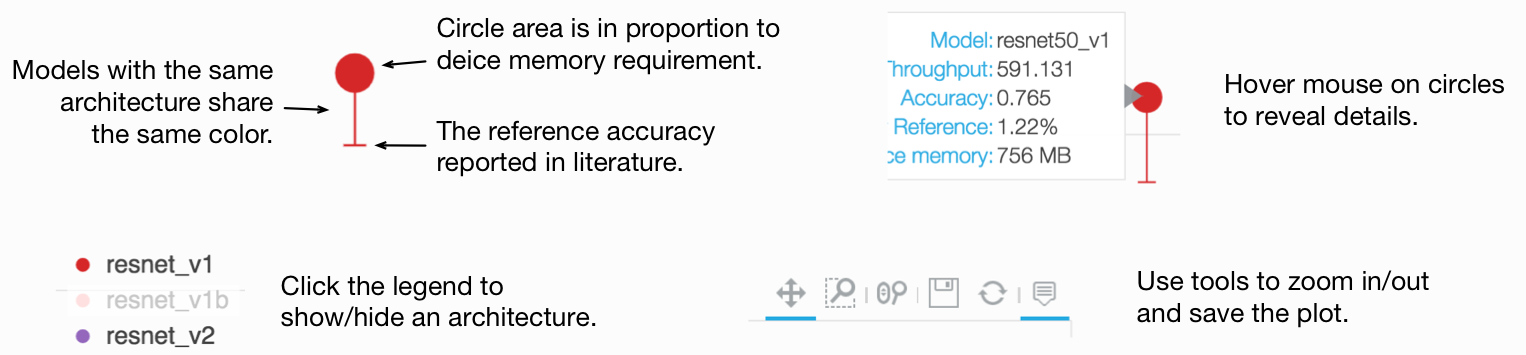 Models with the same
architecture share
the same color.
Circle area is in proportion to
deice memory requirement.
The reference accuracy
reported in literature.
Model: resnet50_v1
Throughput: 591.131
Accuracy: 0.765
Reference: 1.22%
ce memory: 756 MB
Hover mouse on circles
to reveal details.
resnet_v1
resnet_v1b
resnet_v2
Click the legend to
show/hide an architecture.
Use tools to zoom in/out
and save the plot.